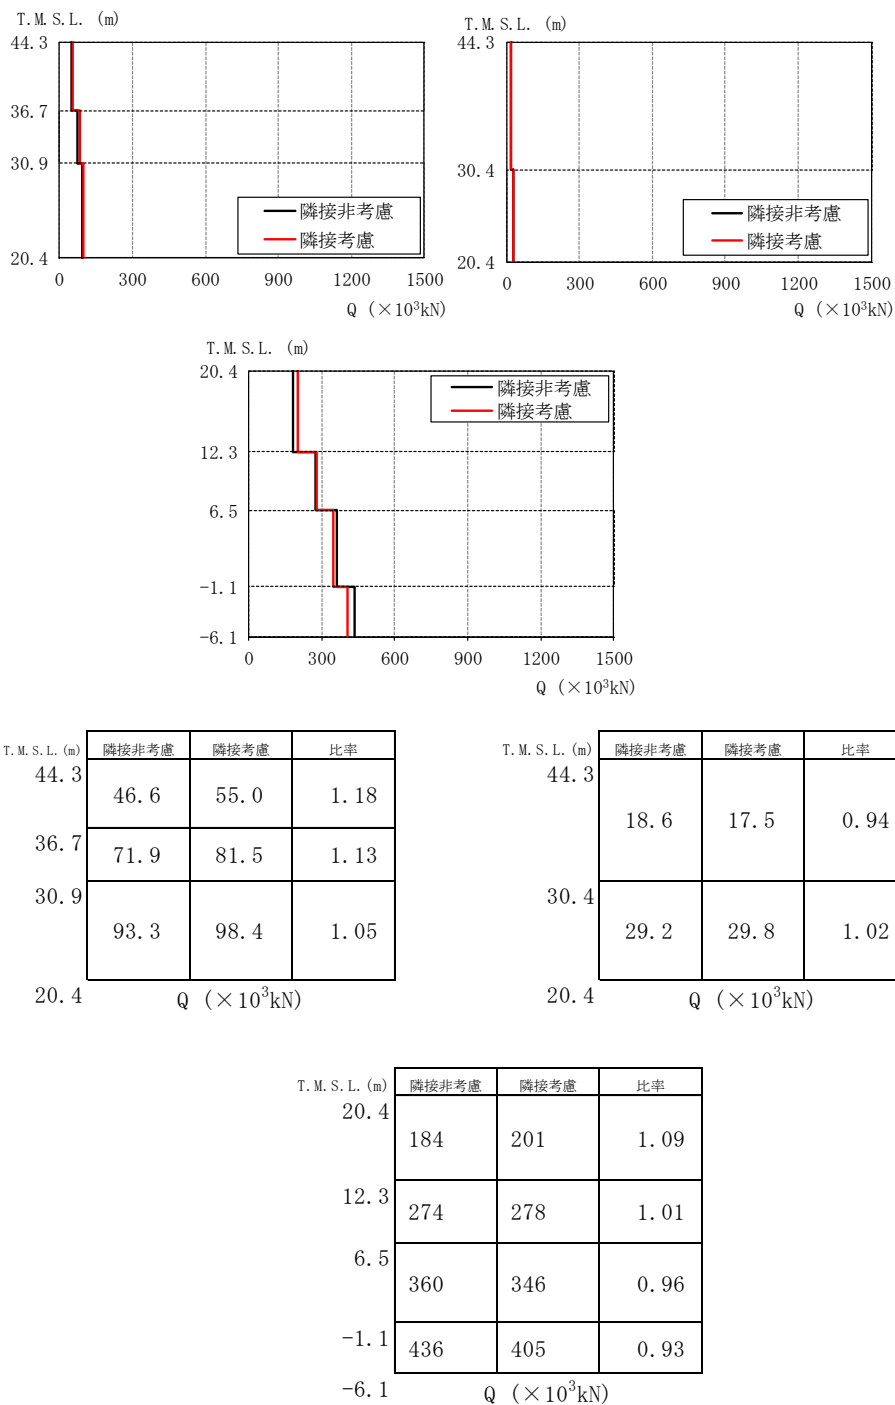 T.M.S.L. (m)
44.3
36.7
30.9
20.4
隣接非考慮
隣接考慮
0 300 600 900 1200 1500
Q (×10³kN)
T.M.S.L. (m)
44.3
30.4
20.4
隣接非考慮
隣接考慮
0 300 600 900 1200 1500
Q (×10³kN)
T.M.S.L. (m)
20.4
12.3
6.5
-1.1
-6.1
隣接非考慮
隣接考慮
0 300 600 900 1200 1500
Q (×10³kN)
T.M.S.L.(m) 隣接非考慮 隣接考慮 比率
44.3
46.6 55.0 1.18
36.7
71.9 81.5 1.13
30.9
93.3 98.4 1.05
20.4
Q (×10³kN)
T.M.S.L.(m) 隣接非考慮 隣接考慮 比率
44.3
18.6 17.5 0.94
30.4
29.2 29.8 1.02
20.4
Q (×10³kN)
T.M.S.L.(m) 隣接非考慮 隣接考慮 比率
20.4
184 201 1.09
12.3
274 278 1.01
6.5
360 346 0.96
-1.1
436 405 0.93
-6.1
Q (×10³kN)